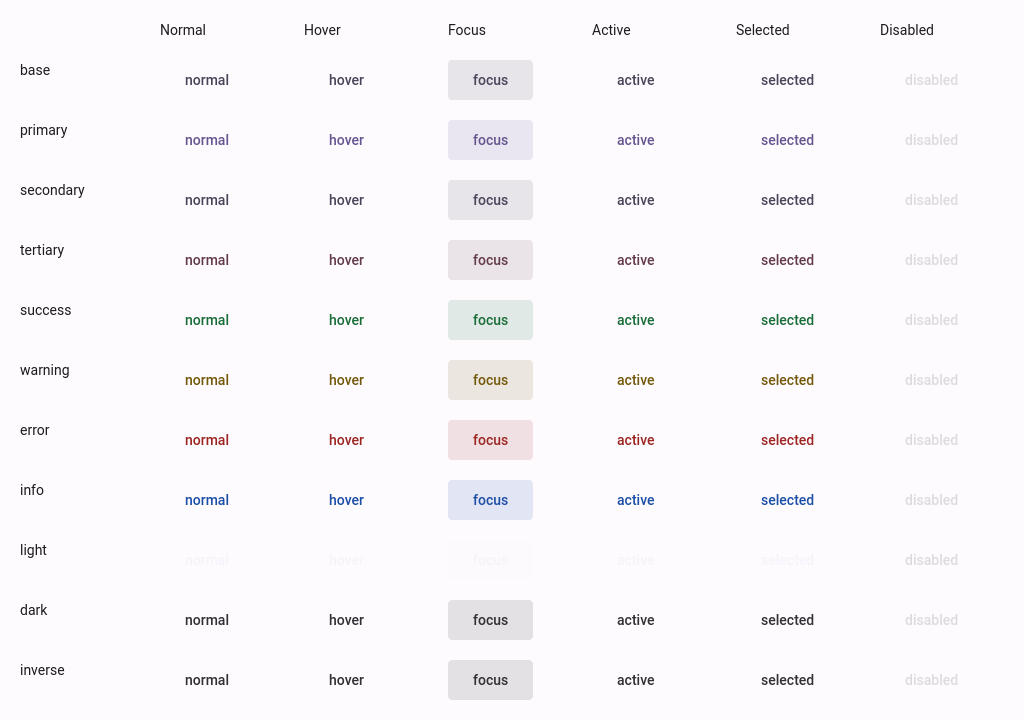 Normal Hover Focus Active Selected Disabled
base normal hover focus active selected disabled
primary normal hover focus active selected disabled
secondary normal hover focus active selected disabled
tertiary normal hover focus active selected disabled
success normal hover focus active selected disabled
warning normal hover focus active selected disabled
error normal hover focus active selected disabled
info normal hover focus active selected disabled
light normal hover focus active selected disabled
dark normal hover focus active selected disabled
inverse normal hover focus active selected disabled